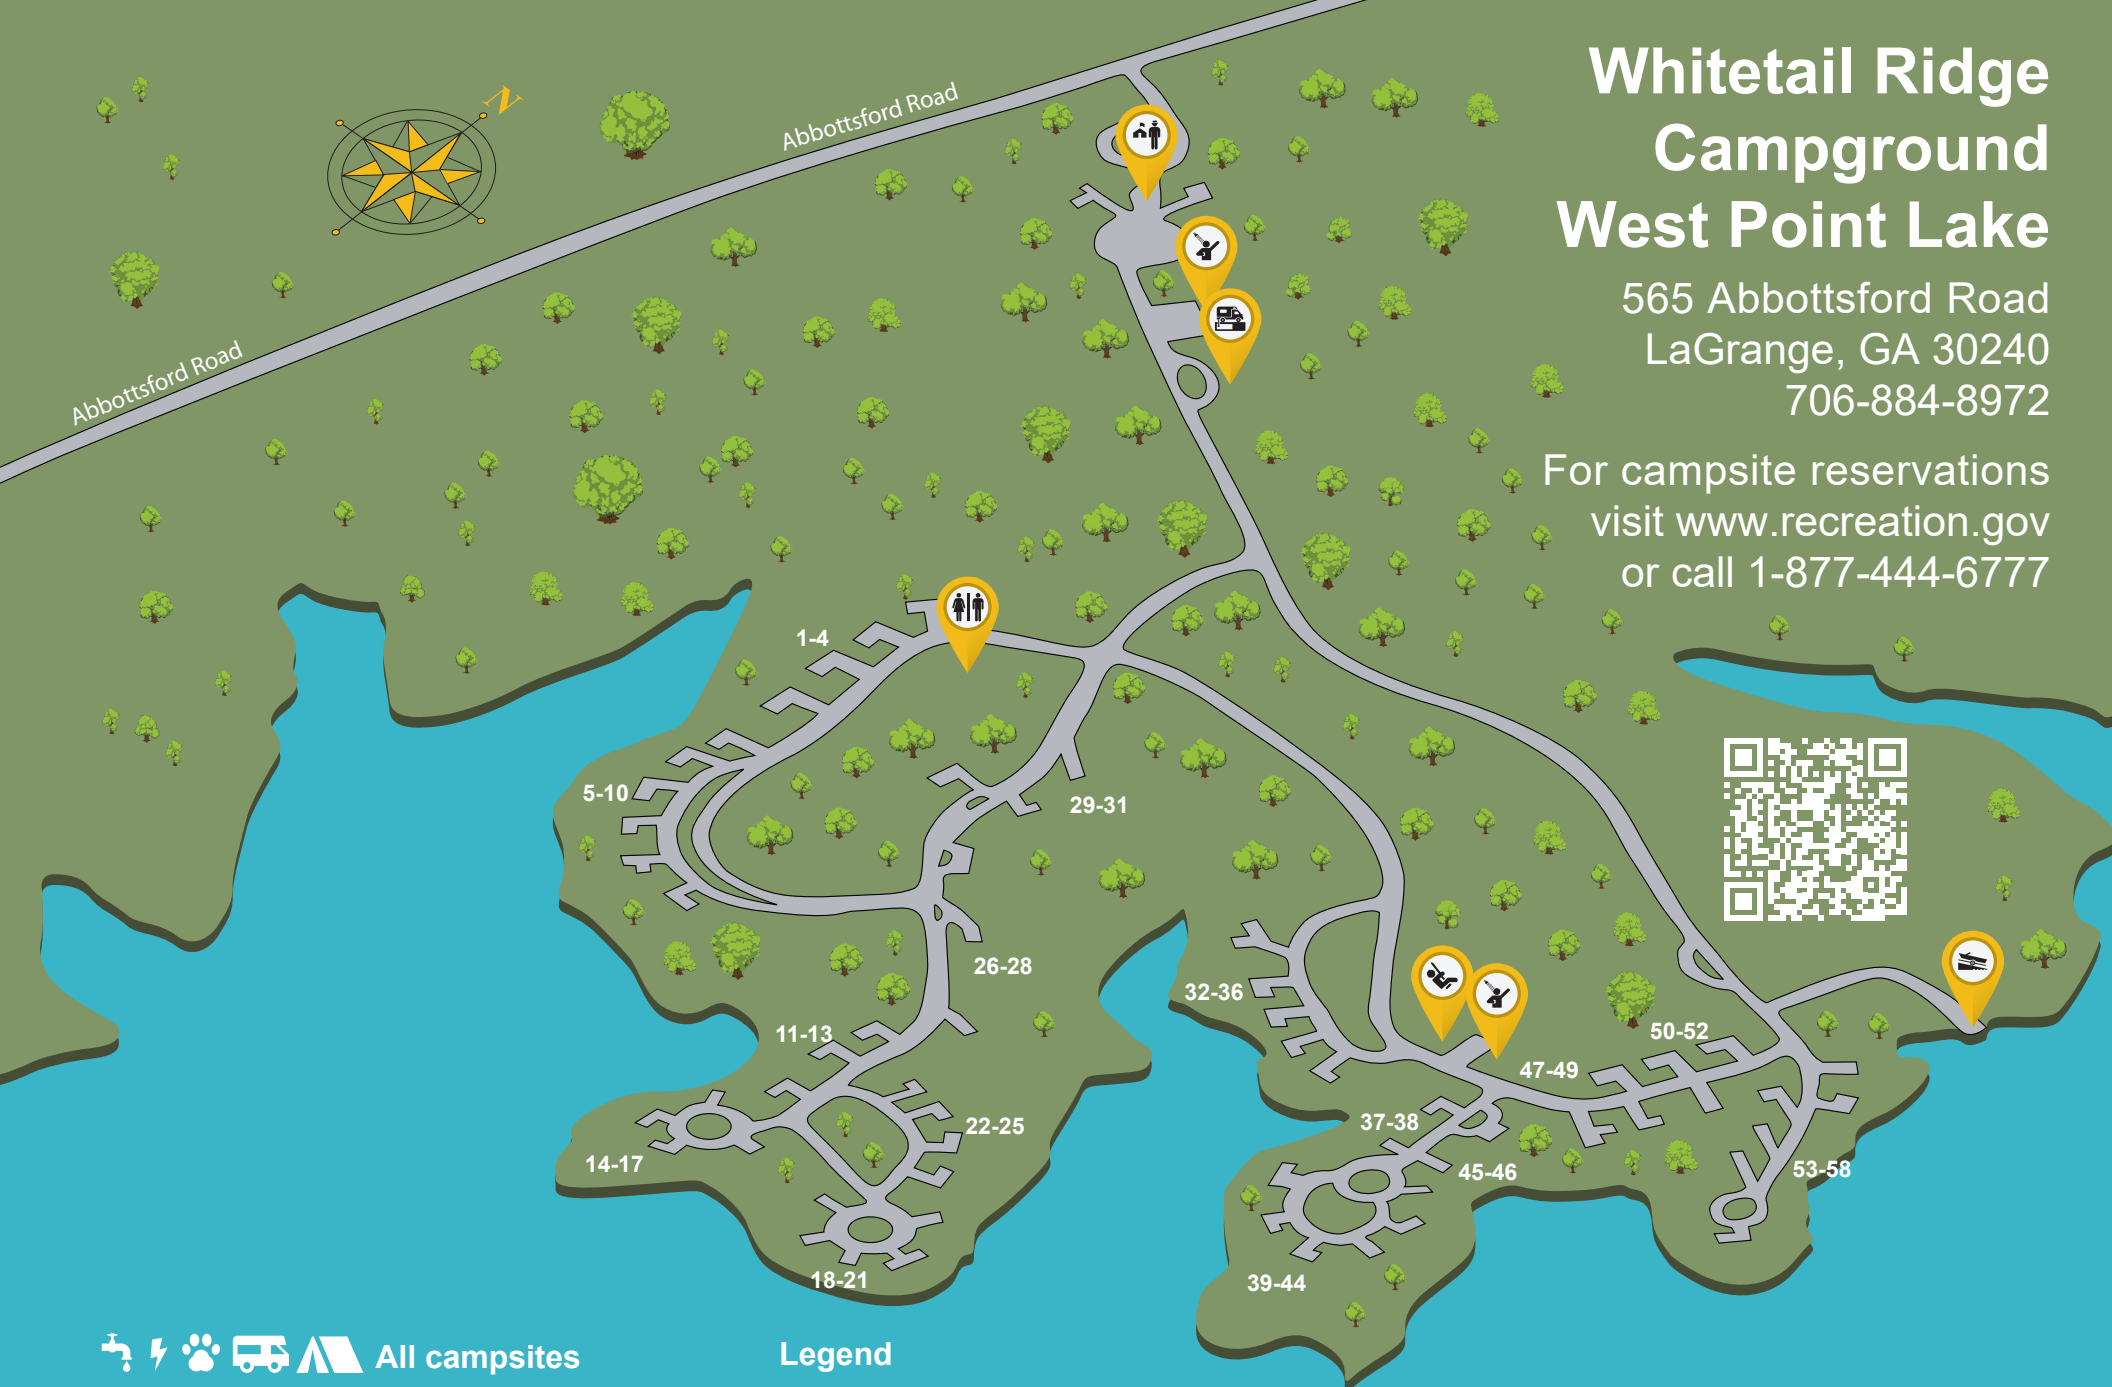 Whitetail Ridge
Campground
West Point Lake
565 Abbottsford Road
LaGrange, GA 30240
706-884-8972
For campsite reservations
visit www.recreation.gov
or call 1-877-444-6777
N
Abbottsford Road
Abbottsford Road
1-4
5-10
29-31
26-28
11-13
22-25
14-17
18-21
32-36
50-52
47-49
37-38
45-46
53-58
39-44
All campsites
Legend